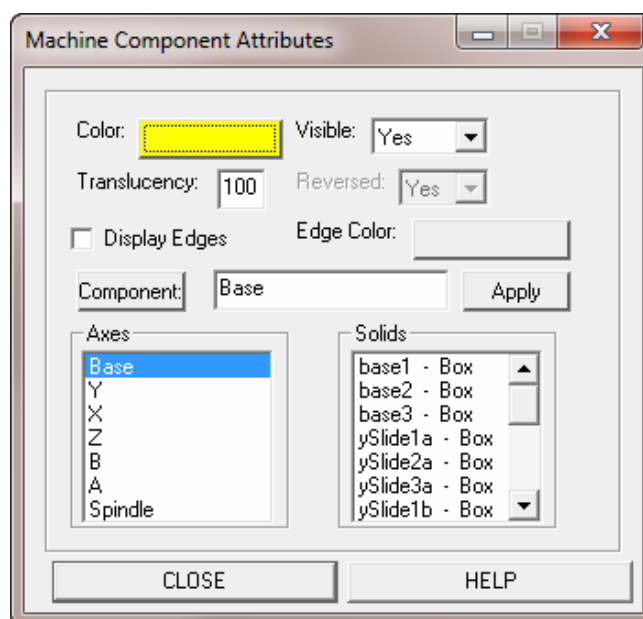 Machine Component Attributes
Color: Visible: Yes
Translucency: 100 Reversed: Yes
Display Edges Edge Color:
Component: Base Apply
Axes
Base
Y
X
Z
B
A
Spindle
Solids
base1 - Box
base2 - Box
base3 - Box
ySlide1a - Box
ySlide2a - Box
ySlide3a - Box
ySlide1b - Box
CLOSE HELP